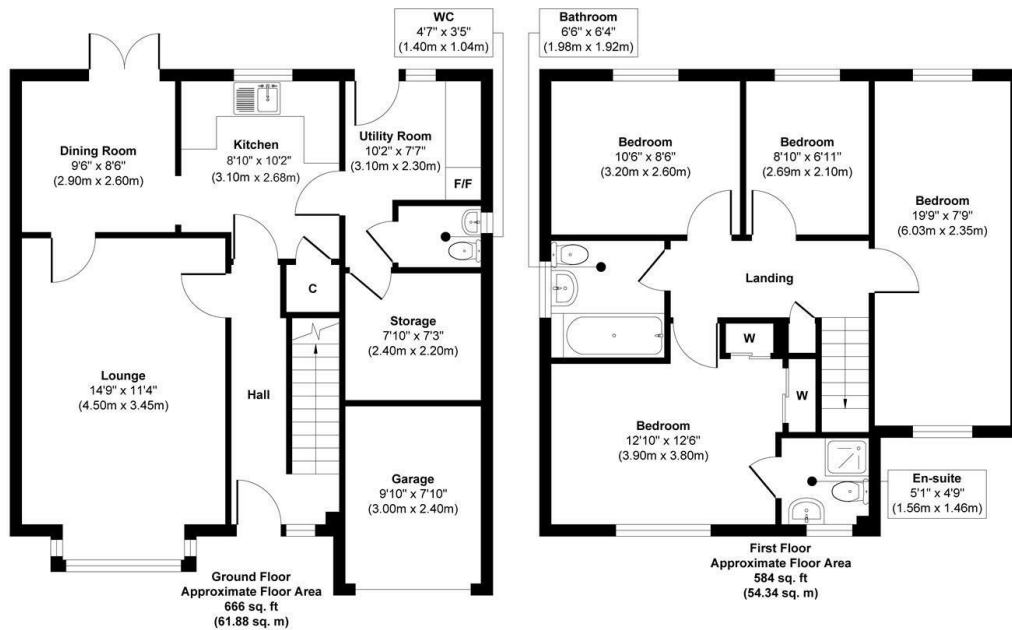 WC
4'7" x 3'5"
(1.40m x 1.04m)
Dining Room
9'6" x 8'6"
(2.90m x 2.60m)
Kitchen
8'10" x 10'2"
(3.10m x 2.68m)
Utility Room
10'2" x 7'7"
(3.10m x 2.30m)
F/F
C
Storage
7'10" x 7'3"
(2.40m x 2.20m)
Lounge
14'9" x 11'4"
(4.50m x 3.45m)
Hall
Garage
9'10" x 7'10"
(3.00m x 2.40m)
Ground Floor
Approximate Floor Area
666 sq. ft
(61.88 sq. m)
Bathroom
6'6" x 6'4"
(1.98m x 1.92m)
Bedroom
10'6" x 8'6"
(3.20m x 2.60m)
Bedroom
8'10" x 6'11"
(2.69m x 2.10m)
Bedroom
19'9" x 7'9"
(6.03m x 2.35m)
Landing
W
W
Bedroom
12'10" x 12'6"
(3.90m x 3.80m)
En-suite
5'1" x 4'9"
(1.56m x 1.46m)
First Floor
Approximate Floor Area
584 sq. ft
(54.34 sq. m)